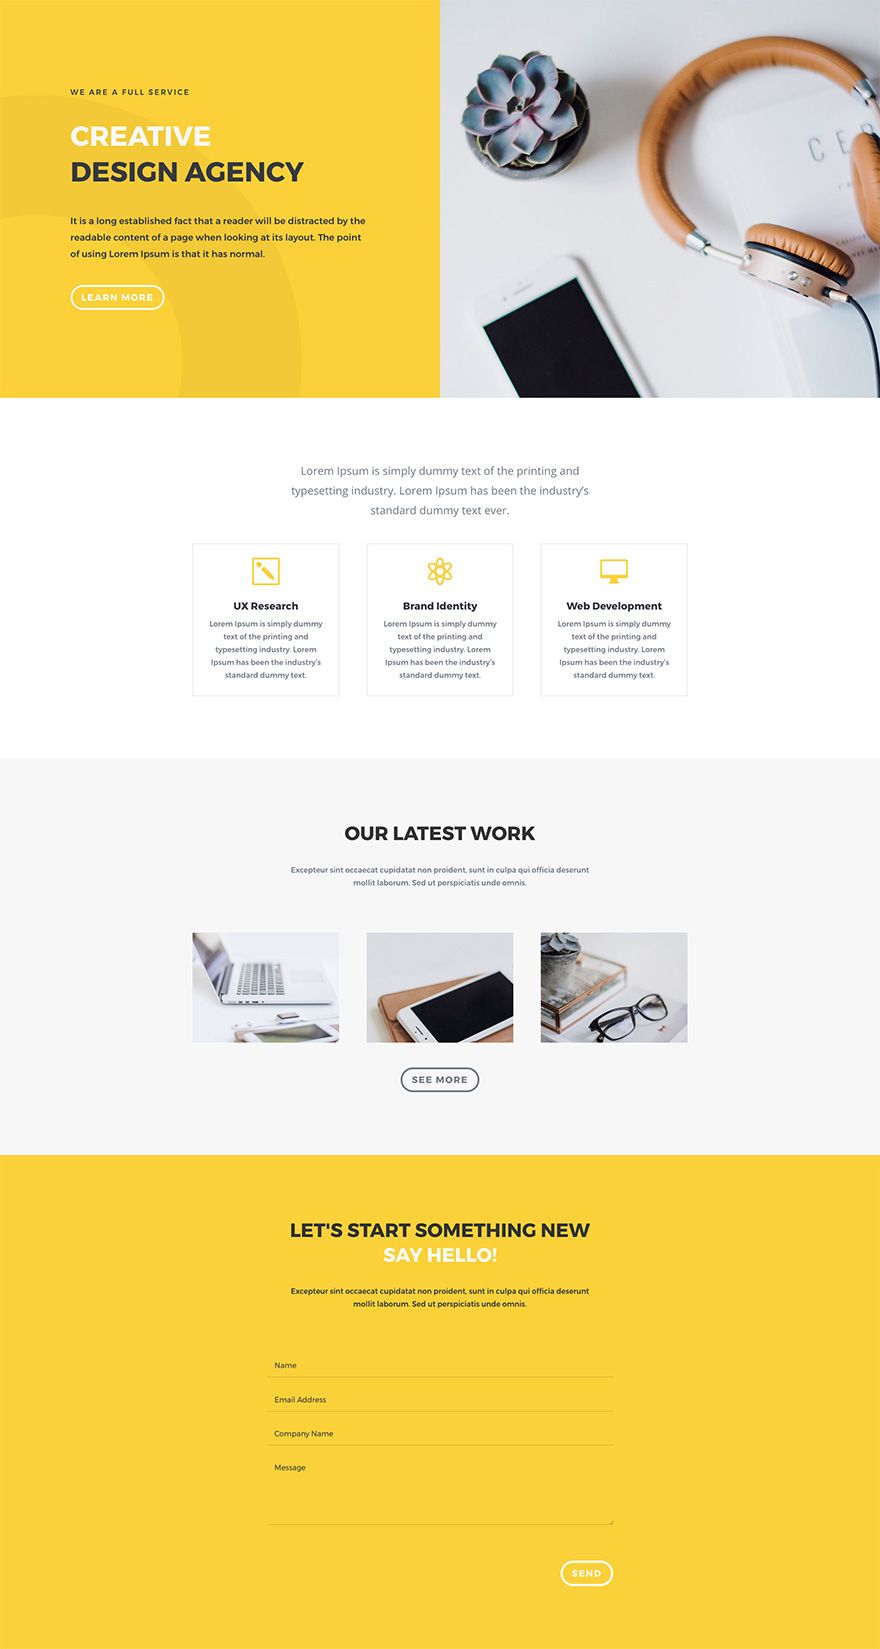 WE ARE A FULL SERVICE
CREATIVE
DESIGN AGENCY
It is a long established fact that a reader will be distracted by the
readable content of a page when looking at its layout. The point
of using Lorem Ipsum is that it has normal.
LEARN MORE
CER
Lorem Ipsum is simply dummy text of the printing and
typesetting industry. Lorem Ipsum has been the industry's
standard dummy text ever.
UX Research
Lorem Ipsum is simply dummy
text of the printing and
typesetting industry. Lorem
Ipsum has been the industry's
standard dummy text.
Brand Identity
Lorem Ipsum is simply dummy
text of the printing and
typesetting industry. Lorem
Ipsum has been the industry's
standard dummy text.
Web Development
Lorem Ipsum is simply dummy
text of the printing and
typesetting industry. Lorem
Ipsum has been the industry's
standard dummy text.
OUR LATEST WORK
Excepteur sint occaecat cupidatat non proident, sunt in culpa qui officia deserunt
mollit laborum. Sed ut perspiciatis unde omnis.
SEE MORE
LET'S START SOMETHING NEW
SAY HELLO!
Excepteur sint occaecat cupidatat non proident, sunt in culpa qui officia deserunt
mollit laborum. Sed ut perspiciatis unde omnis.
Name
Email Address
Company Name
Message
SEND